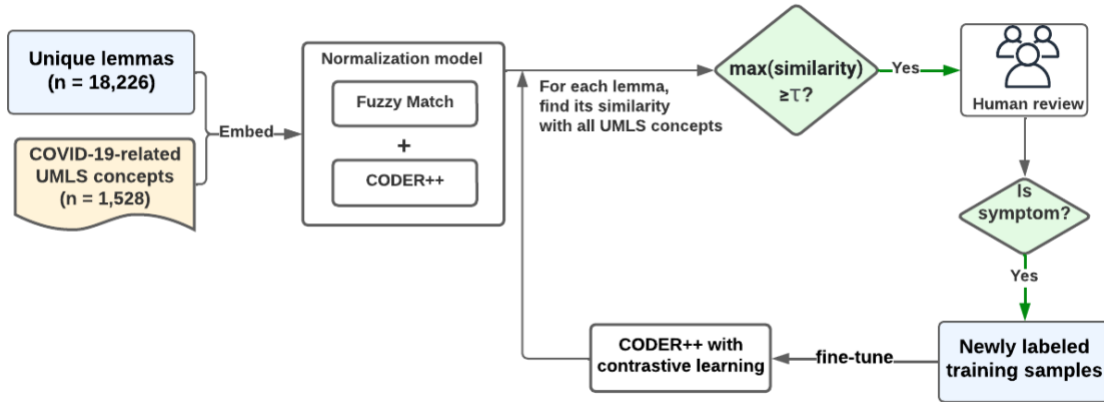 Unique lemmas
(n = 18,226)
COVID-19-related
UMLS concepts
(n = 1,528)
Embed
Normalization model
Fuzzy Match
+
CODER++
For each lemma,
find its similarity
with all UMLS concepts
max(similarity)
≥τ?
Yes
Human review
Is
symptom?
Yes
Newly labeled
training samples
fine-tune
CODER++ with
contrastive learning